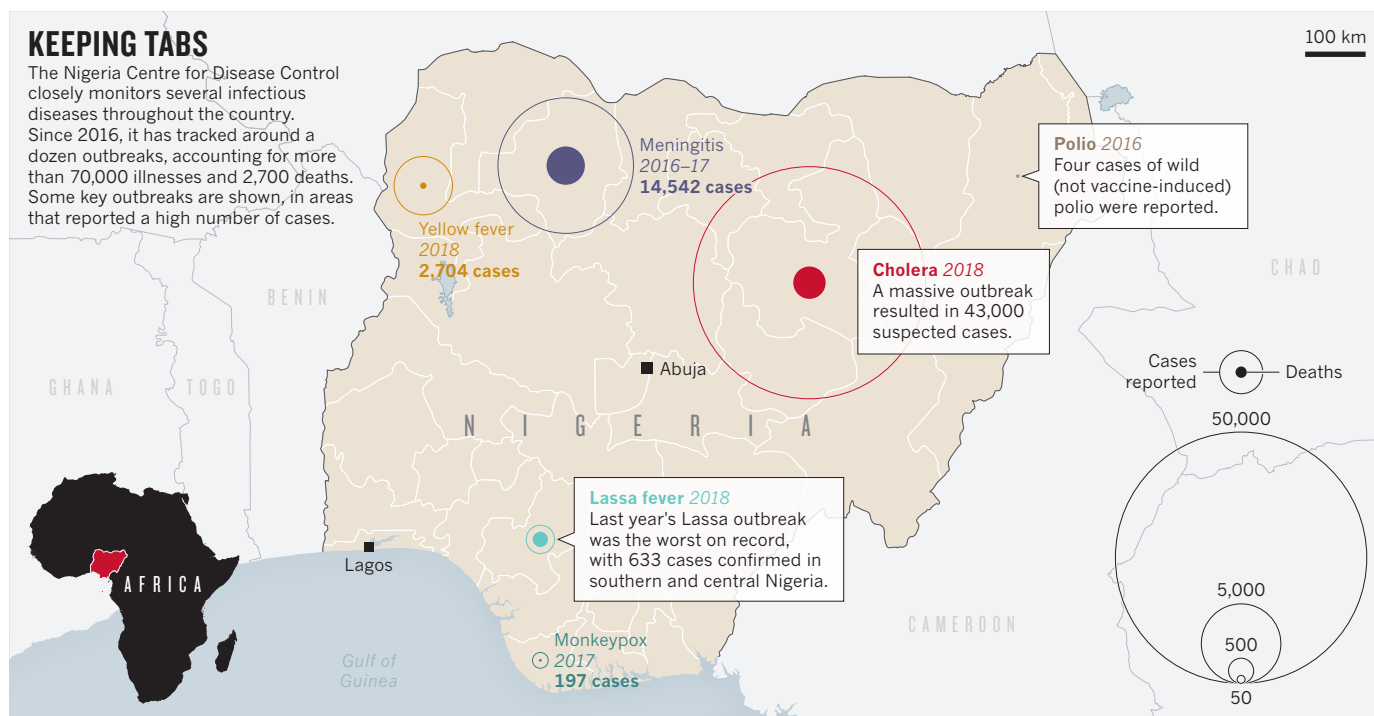 KEEPING TABS
The Nigeria Centre for Disease Control
closely monitors several infectious
diseases throughout the country.
Since 2016, it has tracked around a
dozen outbreaks, accounting for more
than 70,000 illnesses and 2,700 deaths.
Some key outbreaks are shown, in areas
that reported a high number of cases.
100 km
Meningitis
2016–17
14,542 cases
Polio 2016
Four cases of wild
(not vaccine-induced)
polio were reported.
Yellow fever
2018
2,704 cases
Cholera 2018
A massive outbreak
resulted in 43,000
suspected cases.
BENIN
CHAD
GHANA
TOGO
Abuja
NIGERIA
Cases
reported
Deaths
50,000
5,000
500
50
Lassa fever 2018
Last year's Lassa outbreak
was the worst on record,
with 633 cases confirmed in
southern and central Nigeria.
Lagos
AFRICA
CAMEROON
Monkeypox
2017
197 cases
Gulf of
Guinea